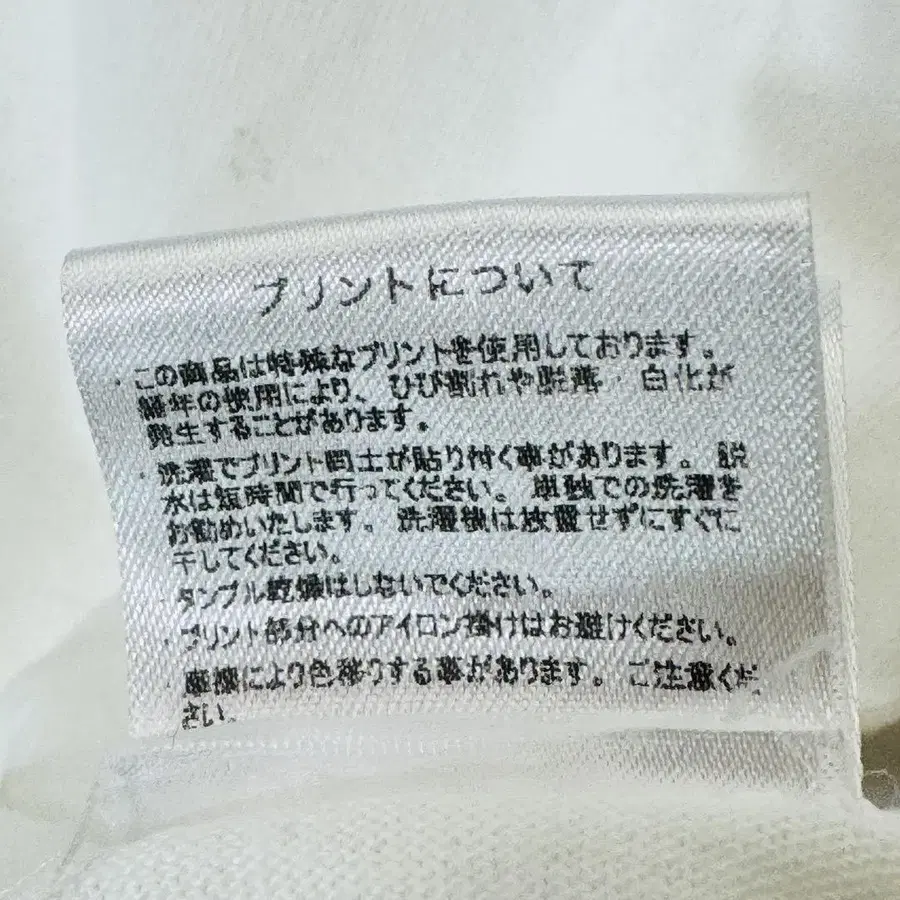 プリントについて
・この商品は特殊なプリントを使用しております。
経年の使用により、ひび割れや脱落・白化が
発生することがあります。
・洗濯でプリント同士が貼り付く事があります。脱
水は短時間で行ってください。単独での洗濯を
お勧めいたします。洗濯後は放置せずにすぐに
干してください。
・タンブル乾燥はしないでください。
・プリント部分へのアイロン掛けはお避けください。
・摩擦により色移りする事があります。ご注意くだ
さい。